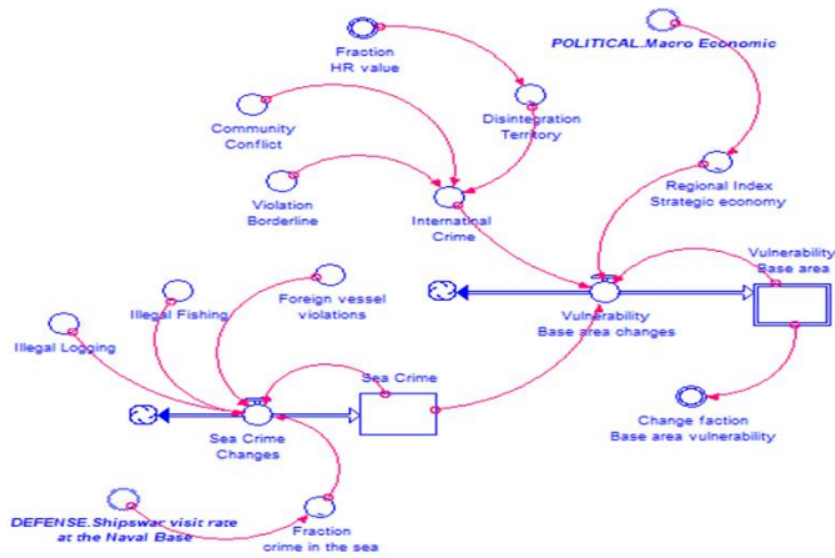 Fraction
HR value
POLITICAL.Macro Economic
Community
Conflict
Disintegration
Territory
Violation
Borderline
Internatinal
Crime
Regional Index
Strategic economy
Vulnerability
Base area
Illegal Fishing
Foreign vessel
violations
Vulnerability
Base area changes
Illegal Logging
Sea Crime
Sea Crime
Changes
Change faction
Base area vulnerability
DEFENSE.Shipswar visit rate
at the Naval Base
Fraction
crime in the sea